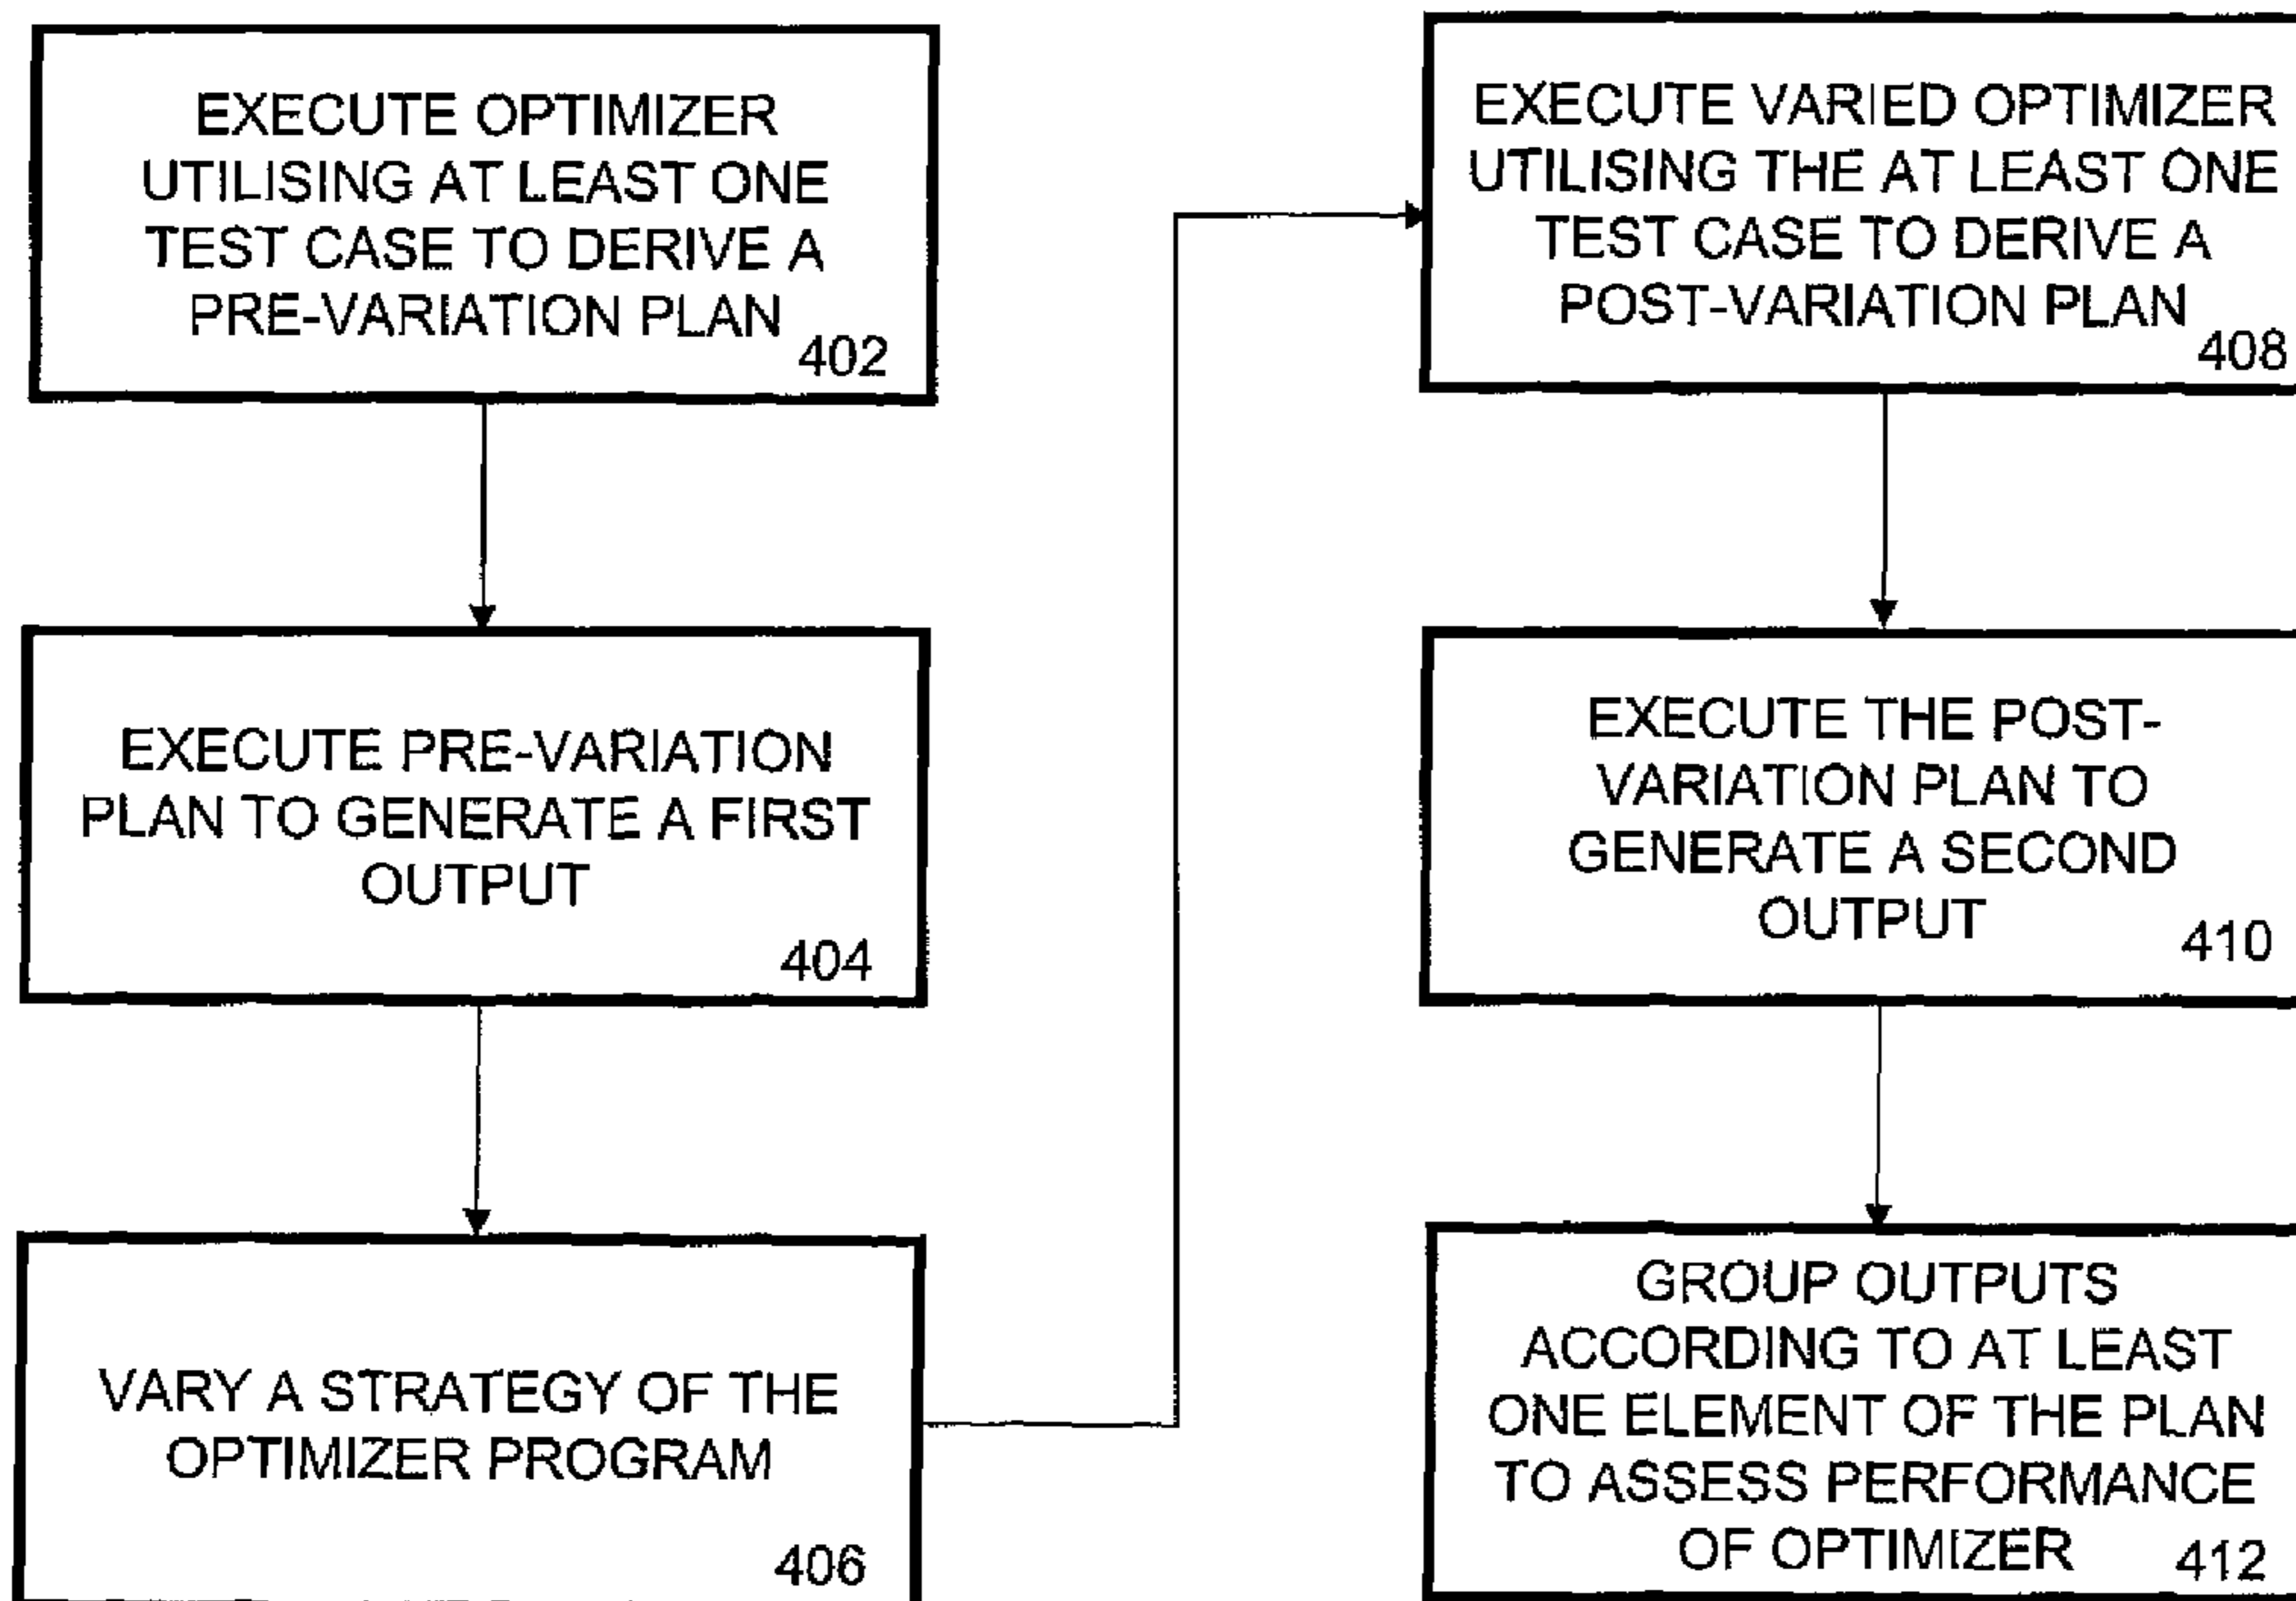 EXECUTE OPTIMIZER
UTILISING AT LEAST ONE
TEST CASE TO DERIVE A
PRE-VARIATION PLAN
402
EXECUTE PRE-VARIATION
PLAN TO GENERATE A FIRST
OUTPUT
404
VARY A STRATEGY OF THE
OPTIMIZER PROGRAM
406
EXECUTE VARIED OPTIMIZER
UTILISING THE AT LEAST ONE
TEST CASE TO DERIVE A
POST-VARIATION PLAN
408
EXECUTE THE POST-
VARIATION PLAN TO
GENERATE A SECOND
OUTPUT
410
GROUP OUTPUTS
ACCORDING TO AT LEAST
ONE ELEMENT OF THE PLAN
TO ASSESS PERFORMANCE
OF OPTIMIZER
412